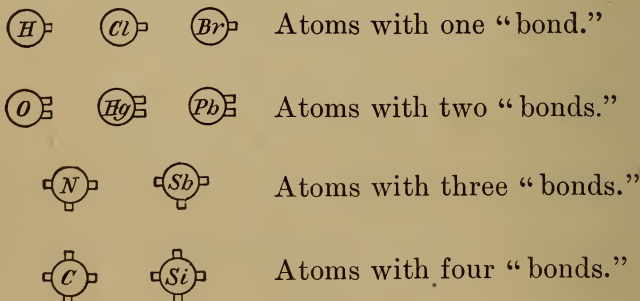 H Cl Br Atoms with one “bond.”
O Hg Pb Atoms with two “bonds.”
N Sb Atoms with three “bonds.”
C Si Atoms with four “bonds.”